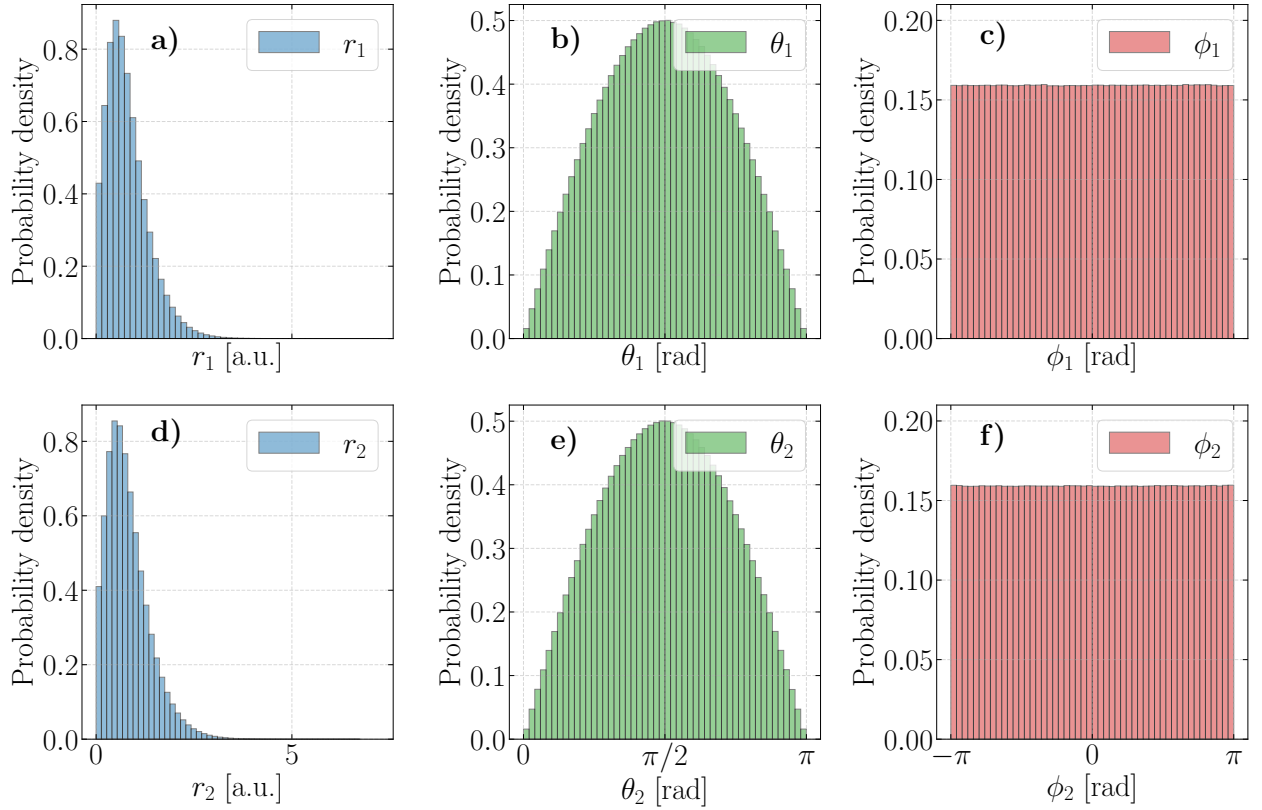 a)
r₁
Probability density
0.8
0.6
0.4
0.2
0.0
r₁ [a.u.]
b)
θ₁
Probability density
0.5
0.4
0.3
0.2
0.1
0.0
θ₁ [rad]
c)
ϕ₁
Probability density
0.20
0.15
0.10
0.05
0.00
ϕ₁ [rad]
d)
r₂
Probability density
0.8
0.6
0.4
0.2
0.0
0 5
r₂ [a.u.]
e)
θ₂
Probability density
0.5
0.4
0.3
0.2
0.1
0.0
0 π/2 π
θ₂ [rad]
f)
ϕ₂
Probability density
0.20
0.15
0.10
0.05
0.00
−π 0 π
ϕ₂ [rad]